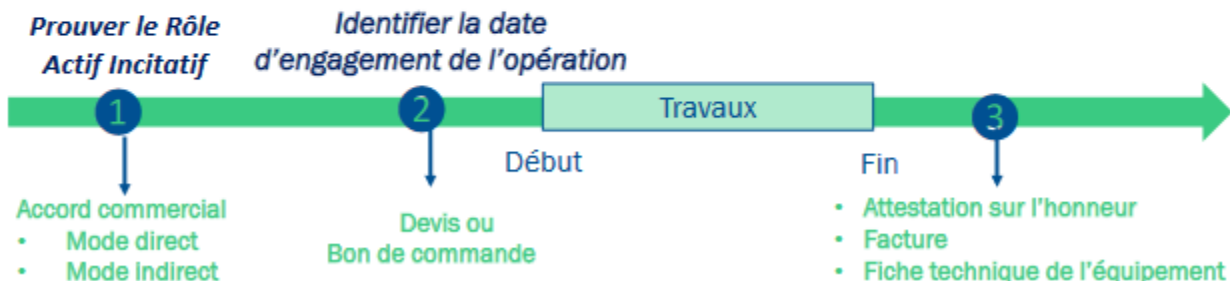 Prouver le Rôle
Actif Incitatif
Identifier la date
d'engagement de l'opération
1
2
Travaux
3
Début
Fin
Accord commercial
• Mode direct
• Mode indirect
Devis ou
Bon de commande
• Attestation sur l'honneur
• Facture
• Fiche technique de l'équipement